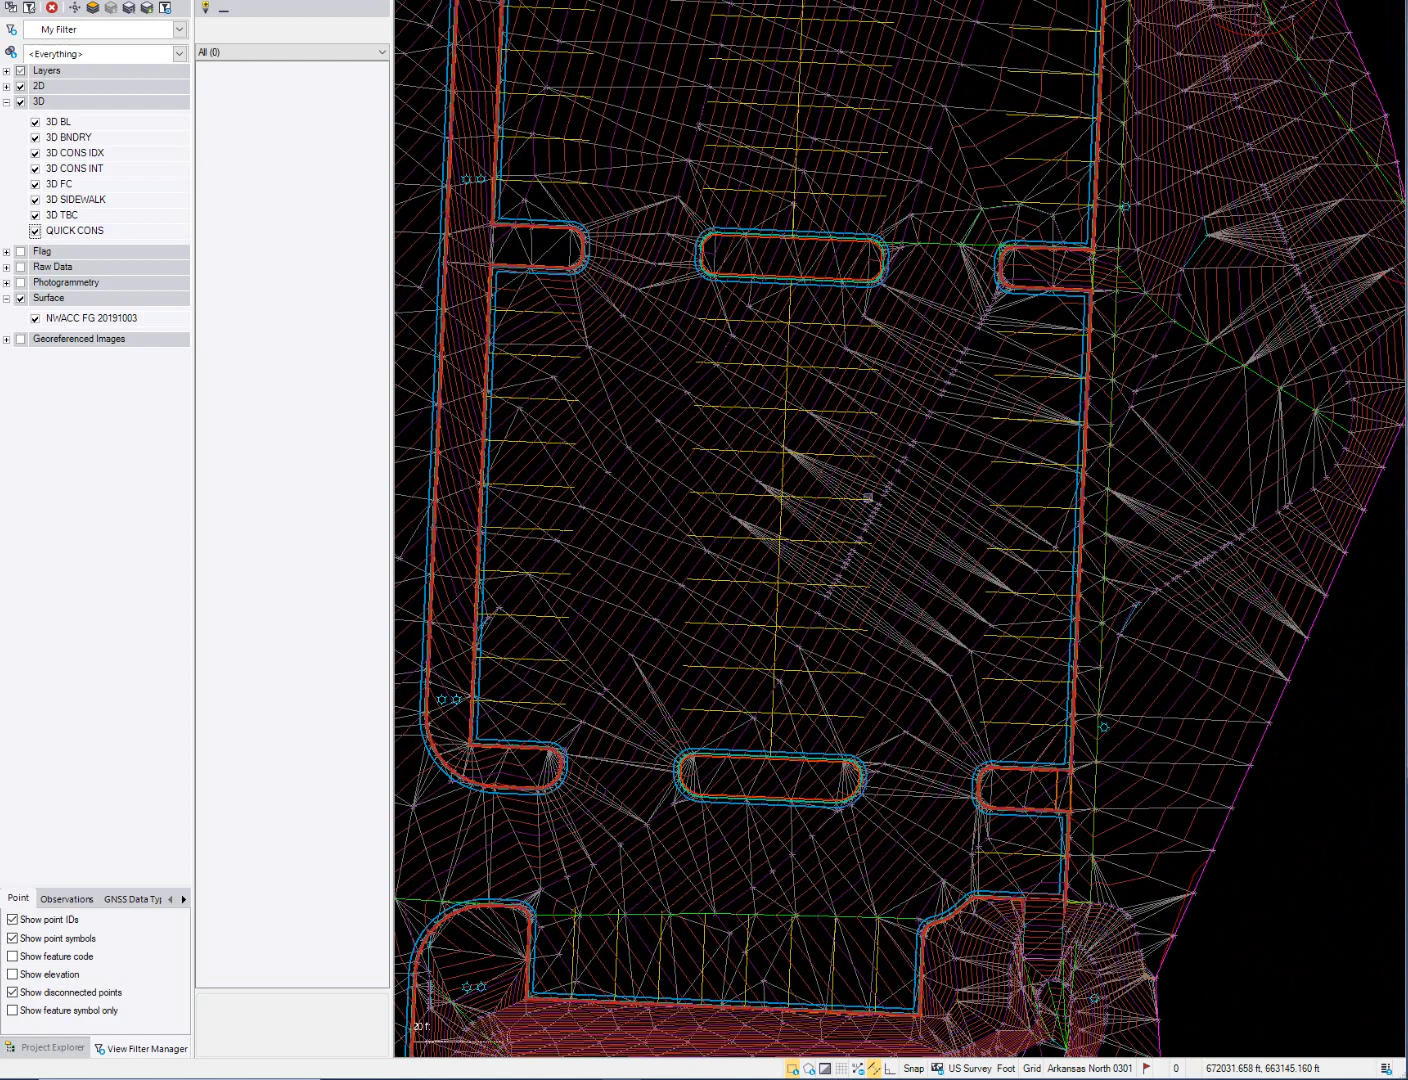 My Filter
<Everything>
All (0)
Layers
2D
3D
3D BL
3D BNDRY
3D CONS IDX
3D CONS INT
3D FC
3D SIDEWALK
3D TBC
QUICK CONS
Flag
Raw Data
Photogrammetry
Surface
NWACC FG 20191003
Georeferenced Images
Point
Observations
GNSS Data Typ
Show point IDs
Show point symbols
Show feature code
Show elevation
Show disconnected points
Show feature symbol only
20 ft
Project Explorer
View Filter Manager
Snap
US Survey Foot
Grid
Arkansas North 0301
0
672031.658 ft, 663145.160 ft